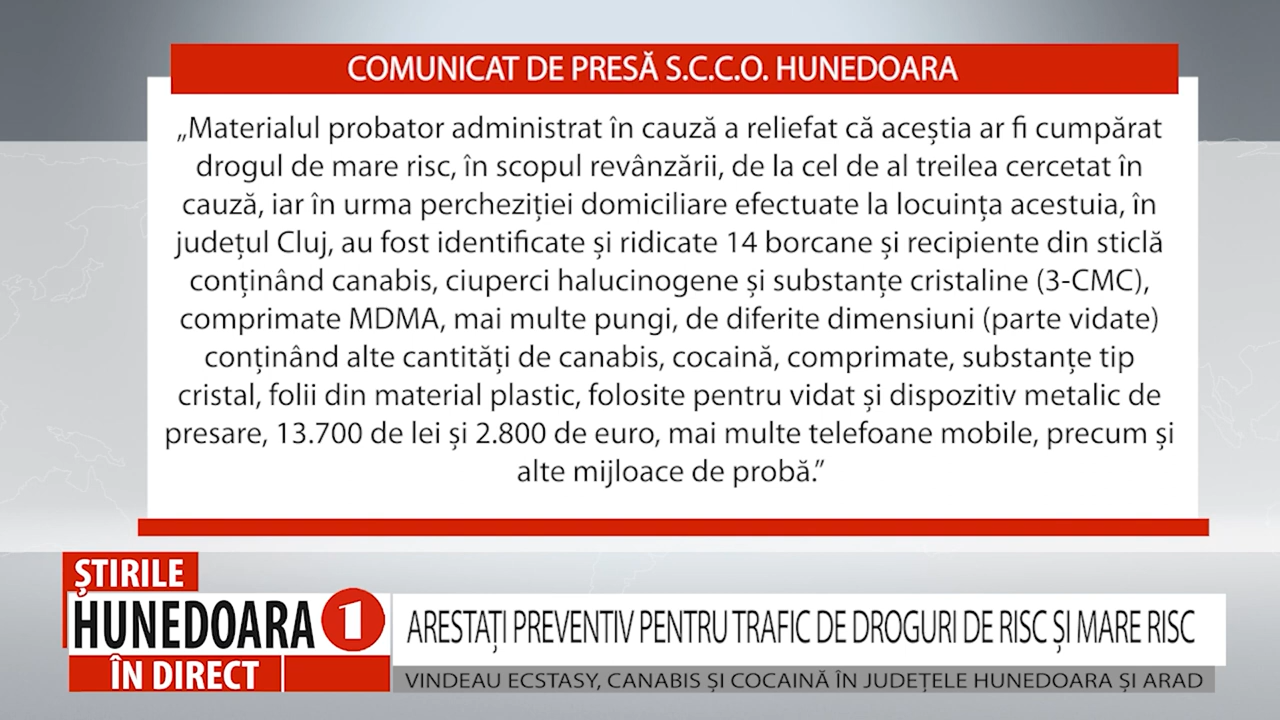 COMUNICAT DE PRESĂ S.C.C.O. HUNEDOARA
„Materialul probator administrat în cauză a reliefat că aceștia ar fi cumpărat
drogul de mare risc, în scopul revânzării, de la cel de al treilea cercetat în
cauză, iar în urma percheziției domiciliare efectuate la locuința acestuia, în
județul Cluj, au fost identificate și ridicate 14 borcane și recipiente din sticlă
conținând canabis, ciuperci halucinogene și substanțe cristaline (3-CMC),
comprimate MDMA, mai multe pungi, de diferite dimensiuni (parte vidate)
conținând alte cantități de canabis, cocaină, comprimate, substanțe tip
cristal, folii din material plastic, folosite pentru vidat și dispozitiv metalic de
presare, 13.700 de lei și 2.800 de euro, mai multe telefoane mobile, precum și
alte mijloace de probă.”
ȘTIRILE
HUNEDOARA 1
ÎN DIRECT
ARESTAȚI PREVENTIV PENTRU TRAFIC DE DROGURI DE RISC ȘI MARE RISC
VINDEAU ECSTASY, CANABIS ȘI COCAINĂ ÎN JUDEȚELE HUNEDOARA ȘI ARAD